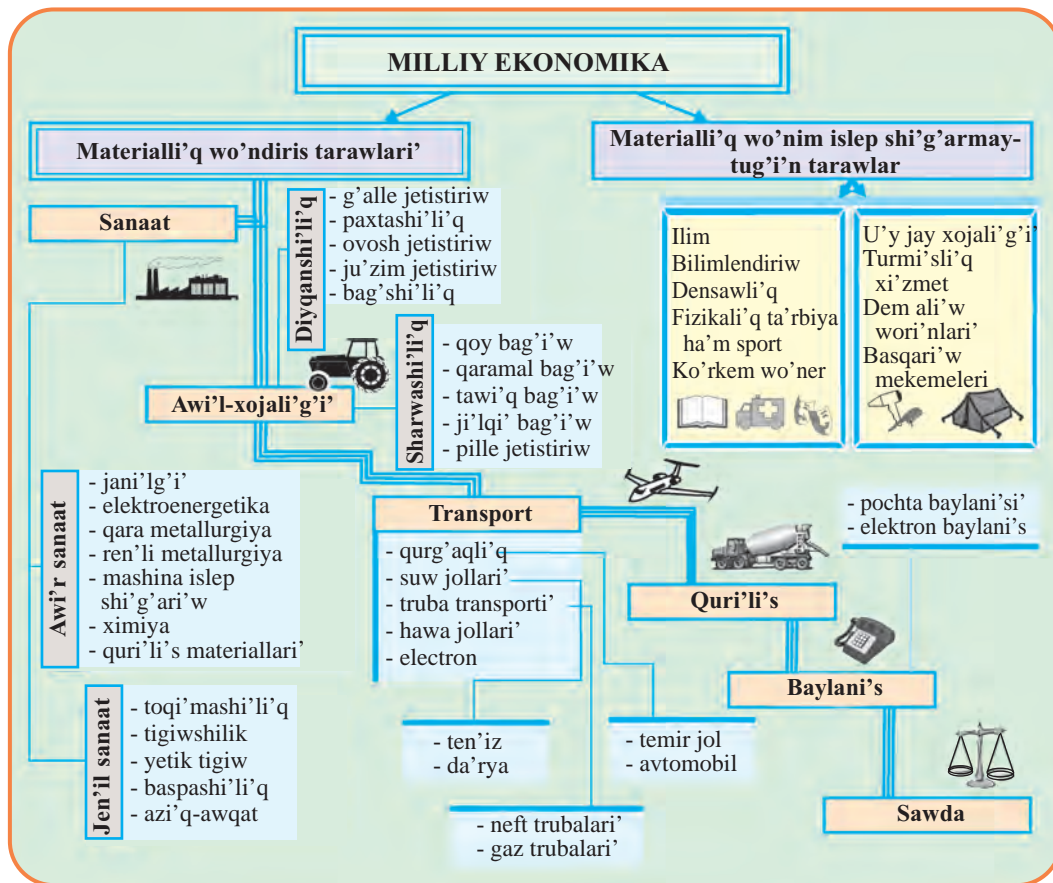 MILLIY EKONOMIKA
Materialli’q wo’ndiris tarawlari’
Materialli’q wo’nim islep shi’g’armay-
tug’i’n tarawlar
Sanaat
Diyqanshi’li’q
- g’alle jetistiriw
- paxtashi’li’q
- ovosh jetistiriw
- ju’zim jetistiriw
- bag’shi’li’q
Ilim
Bilimlendiriw
Densawli’q
Fizikali’q ta’rbiya
ha’m sport
Ko’rkem wo’ner
U’y jay xojali’g’i’
Turmi’sli’q
xi’zmet
Dem ali’w
wori’nlari’
Basqari’w
mekemeleri
Awi’l-xojali’g’i’
Sharwashi’li’q
- qoy bag’i’w
- qaramal bag’i’w
- tawi’q bag’i’w
- ji’lqi’ bag’i’w
- pille jetistiriw
Awi’r sanaat
- jani’lg’i’
- elektroenergetika
- qara metallurgiya
- ren’li metallurgiya
- mashina islep
shi’g’ari’w
- ximiya
- quri’li’s materiallari’
Transport
- qurg’aqli’q
- suw jollari’
- truba transporti’
- hawa jollari’
- electron
- pochta baylani’si’
- elektron baylani’s
Quri’li’s
Baylani’s
Jen’il sanaat
- toqi’mashi’li’q
- tigiwshilik
- yetik tigiw
- baspashi’li’q
- azi’q-awqat
- ten’iz
- da’rya
- temir jol
- avtomobil
- neft trubalari’
- gaz trubalari’
Sawda